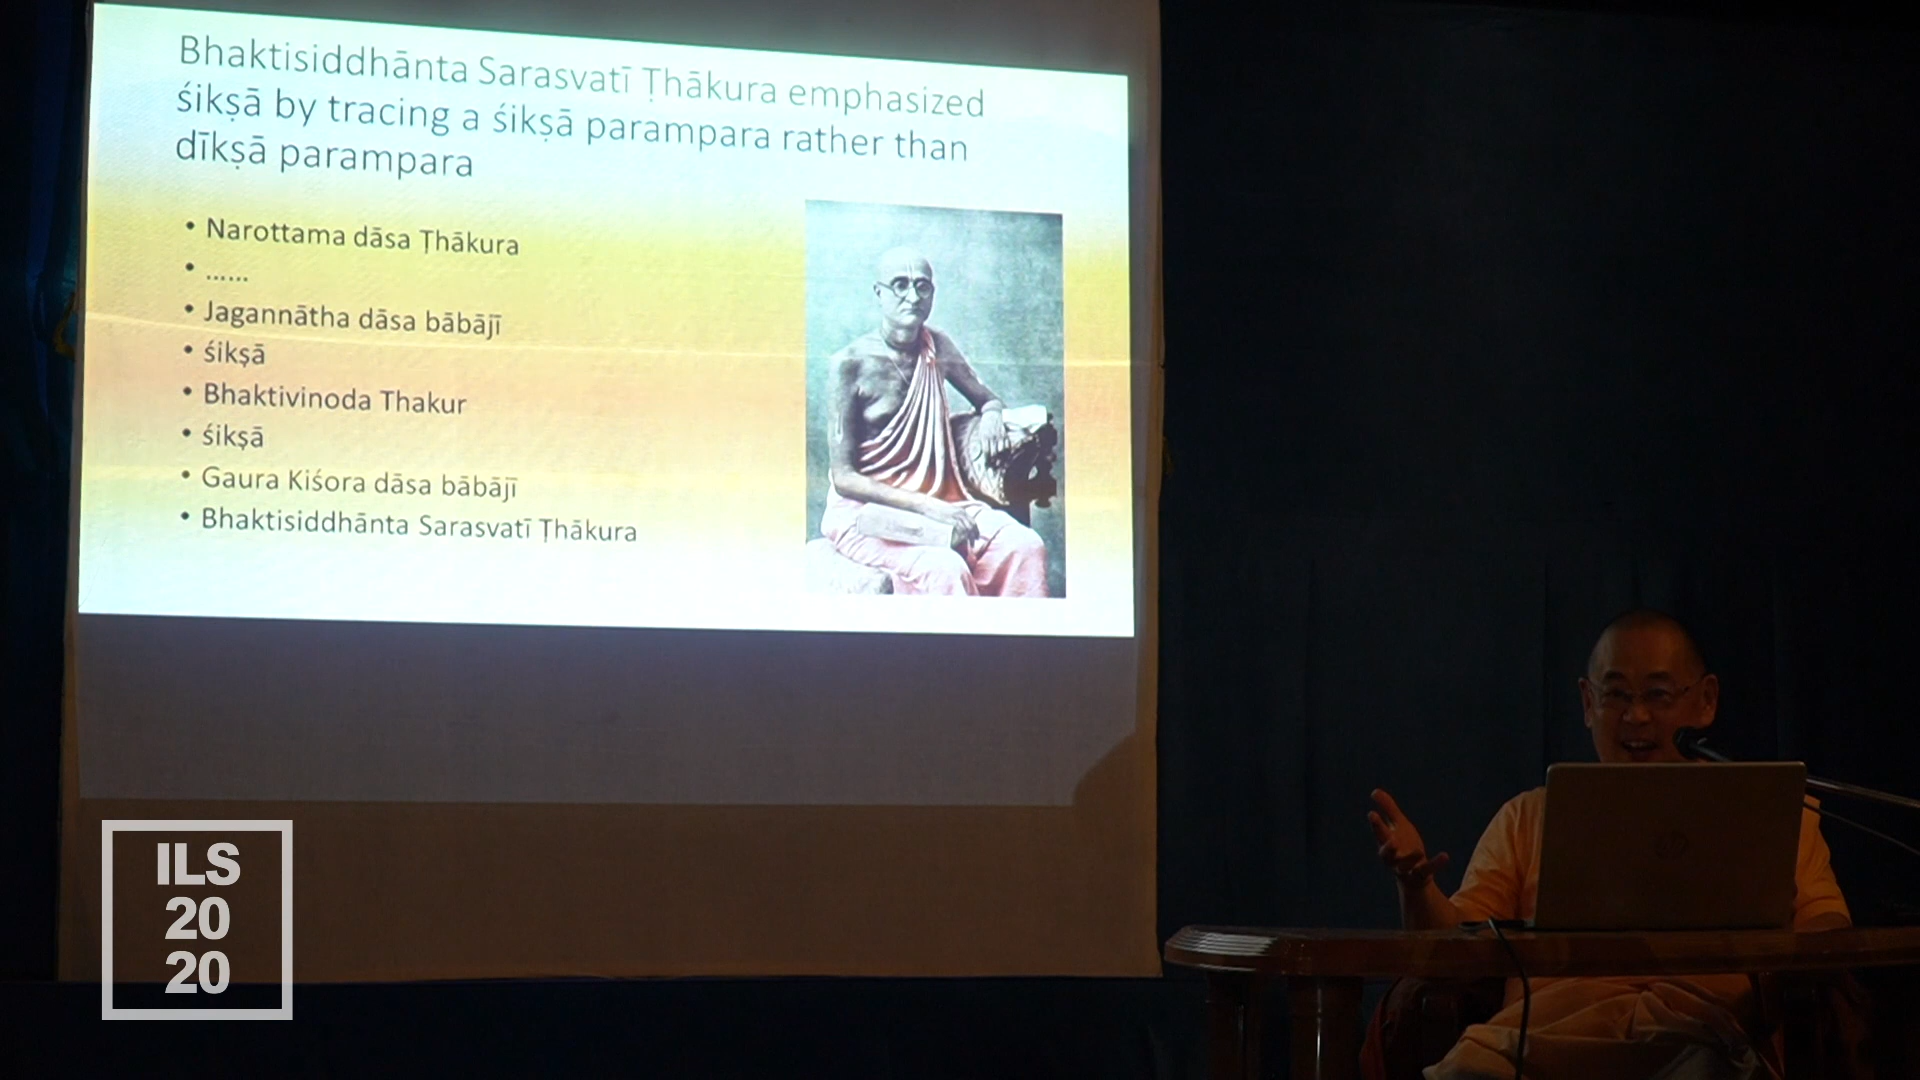 Bhaktisiddhānta Sarasvatī Ṭhākura emphasized
śikṣā by tracing a śikṣā parampara rather than
dīkṣā parampara
• Narottama dāsa Ṭhākura
• ......
• Jagannātha dāsa bābājī
• śikṣā
• Bhaktivinoda Thakur
• śikṣā
• Gaura Kiśora dāsa bābājī
• Bhaktisiddhānta Sarasvatī Ṭhākura
ILS
20
20
hp